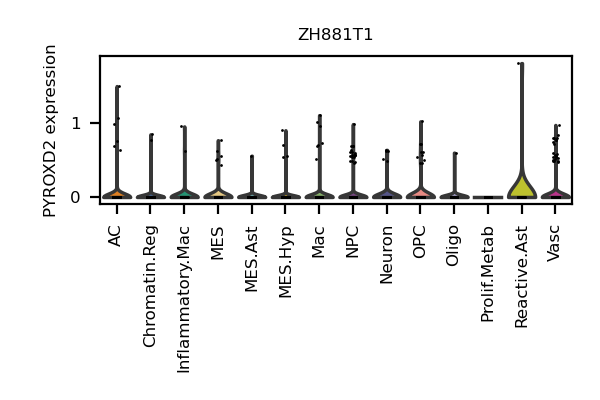 ZH881T1
PYROXD2 expression
1
0
AC
Chromatin.Reg
Inflammatory.Mac
MES
MES.Ast
MES.Hyp
Mac
NPC
Neuron
OPC
Oligo
Prolif.Metab
Reactive.Ast
Vasc